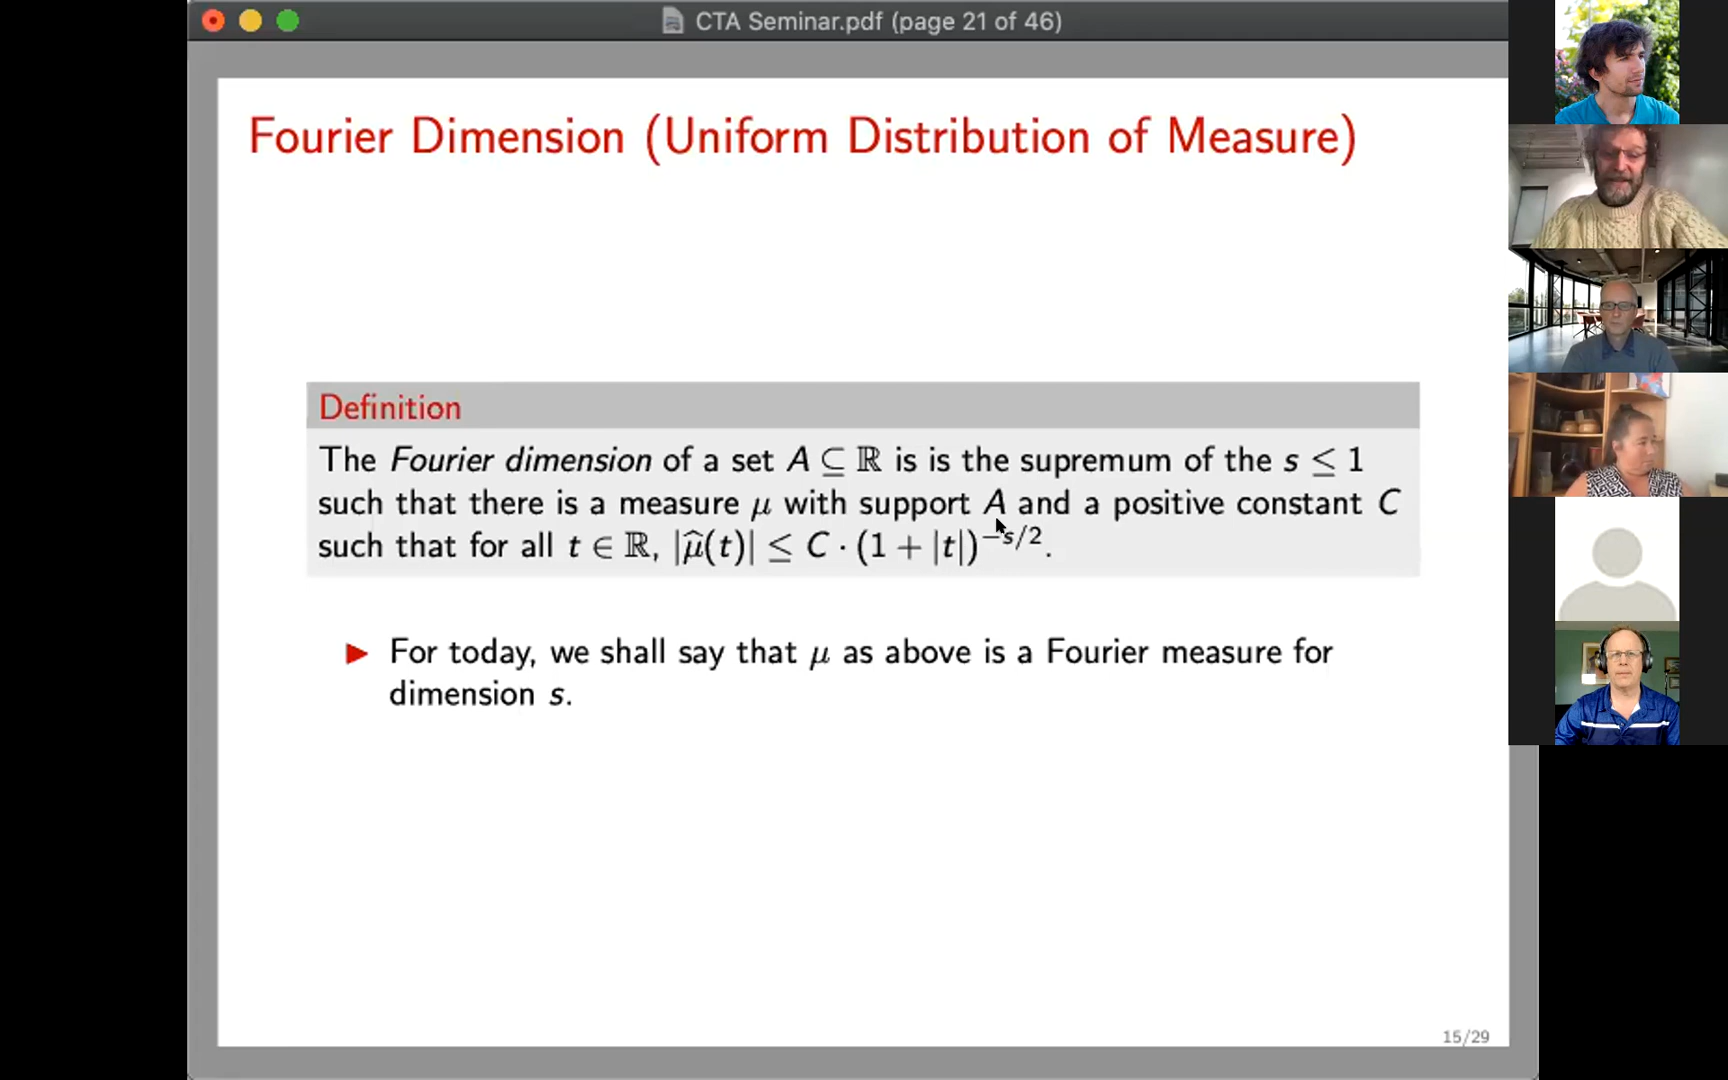 CTA Seminar.pdf (page 21 of 46)
Fourier Dimension (Uniform Distribution of Measure)
Definition
The Fourier dimension of a set A ⊆ ℝ is is the supremum of the s ≤ 1
such that there is a measure μ with support A and a positive constant C
such that for all t ∈ ℝ, |μ̂(t)| ≤ C · (1 + |t|)^{−s/2}.
▶ For today, we shall say that μ as above is a Fourier measure for
dimension s.
15/29